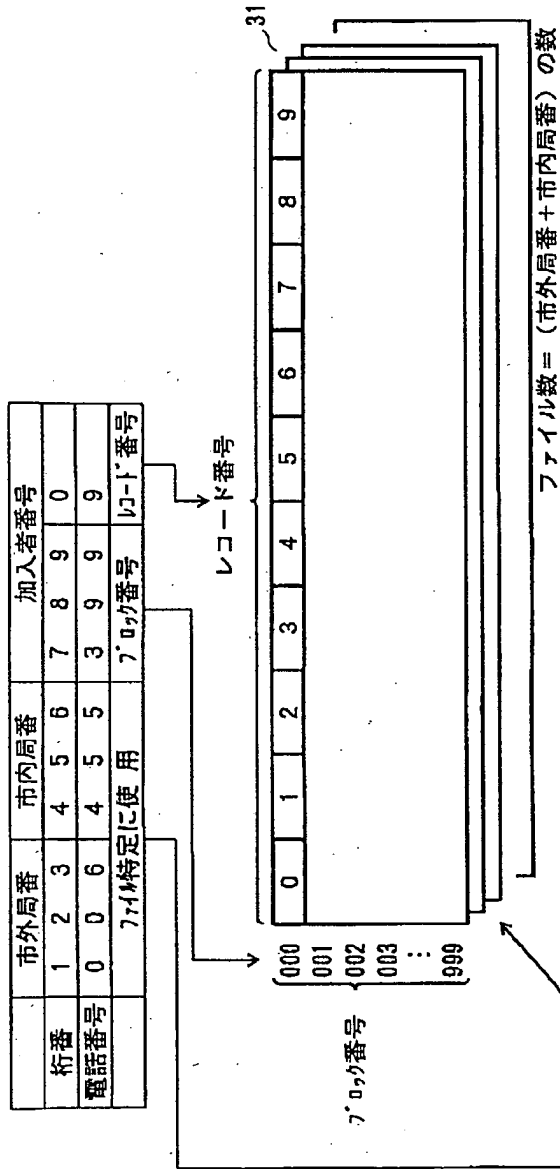 市外局番 市内局番 加入者番号
桁番 1 2 3 4 5 6 7 8 9 0
電話番号 0 0 6 4 5 5 3 9 9 9
ファイル特定に使用 ブロック番号 レコード番号
レコード番号
31
0 1 2 3 4 5 6 7 8 9
ブロック番号
000
001
002
003
⋮
999
ファイル数=(市外局番+市内局番)の数